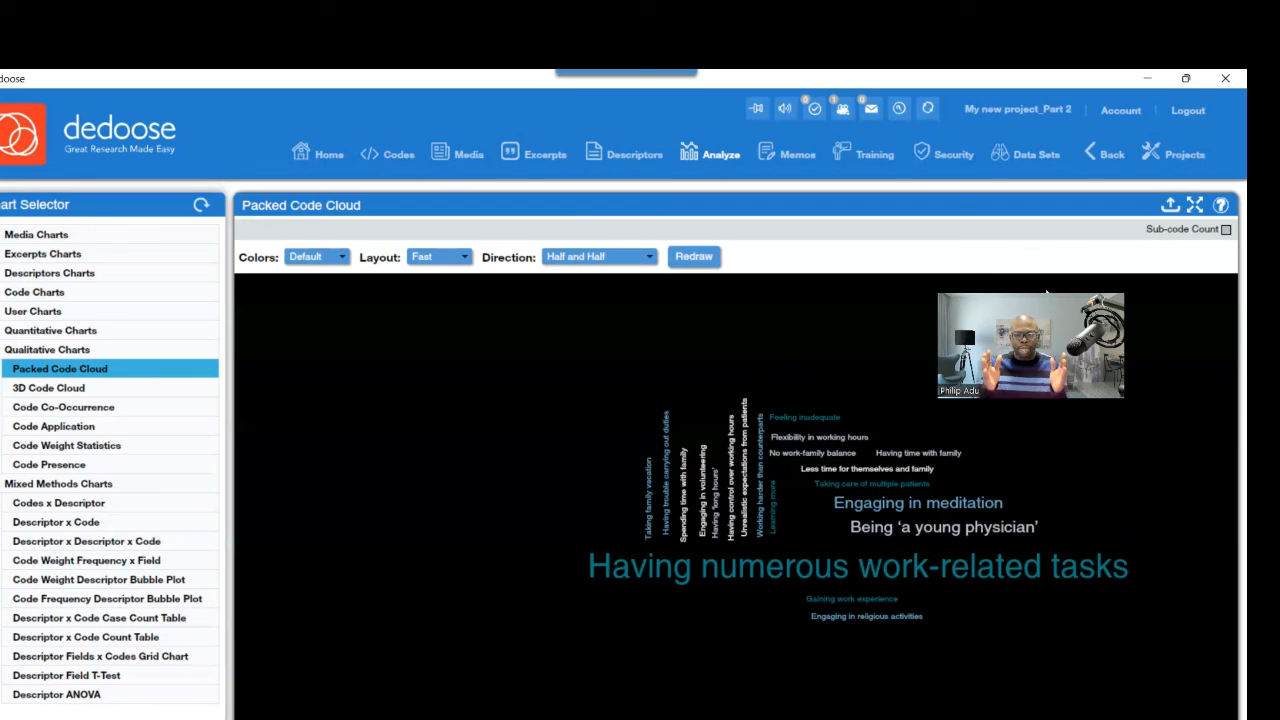 doose
dedoose
Great Research Made Easy
0
1
0
My new project_Part 2
Account
Logout
Home
Codes
Media
Excerpts
Descriptors
Analyze
Memos
Training
Security
Data Sets
Back
Projects
art Selector
Media Charts
Excerpts Charts
Descriptors Charts
Code Charts
User Charts
Quantitative Charts
Qualitative Charts
Packed Code Cloud
3D Code Cloud
Code Co-Occurrence
Code Application
Code Weight Statistics
Code Presence
Mixed Methods Charts
Codes x Descriptor
Descriptor x Code
Descriptor x Descriptor x Code
Code Weight Frequency x Field
Code Weight Descriptor Bubble Plot
Code Frequency Descriptor Bubble Plot
Descriptor x Code Case Count Table
Descriptor x Code Count Table
Descriptor Fields x Codes Grid Chart
Descriptor Field T-Test
Descriptor ANOVA
Packed Code Cloud
Sub-code Count
Colors: Default Layout: Fast Direction: Half and Half Redraw
Philip Adu
Taking family vacation
Having trouble carrying out duties
Spending time with family
Engaging in volunteering
Having 'long hours'
Having control over working hours
Unrealistic expectations from patients
Working harder than counterparts
Learning more
Feeling inadequate
Flexibility in working hours
No work-family balance
Having time with family
Less time for themselves and family
Taking care of multiple patients
Engaging in meditation
Being ‘a young physician’
Having numerous work-related tasks
Gaining work experience
Engaging in religious activities